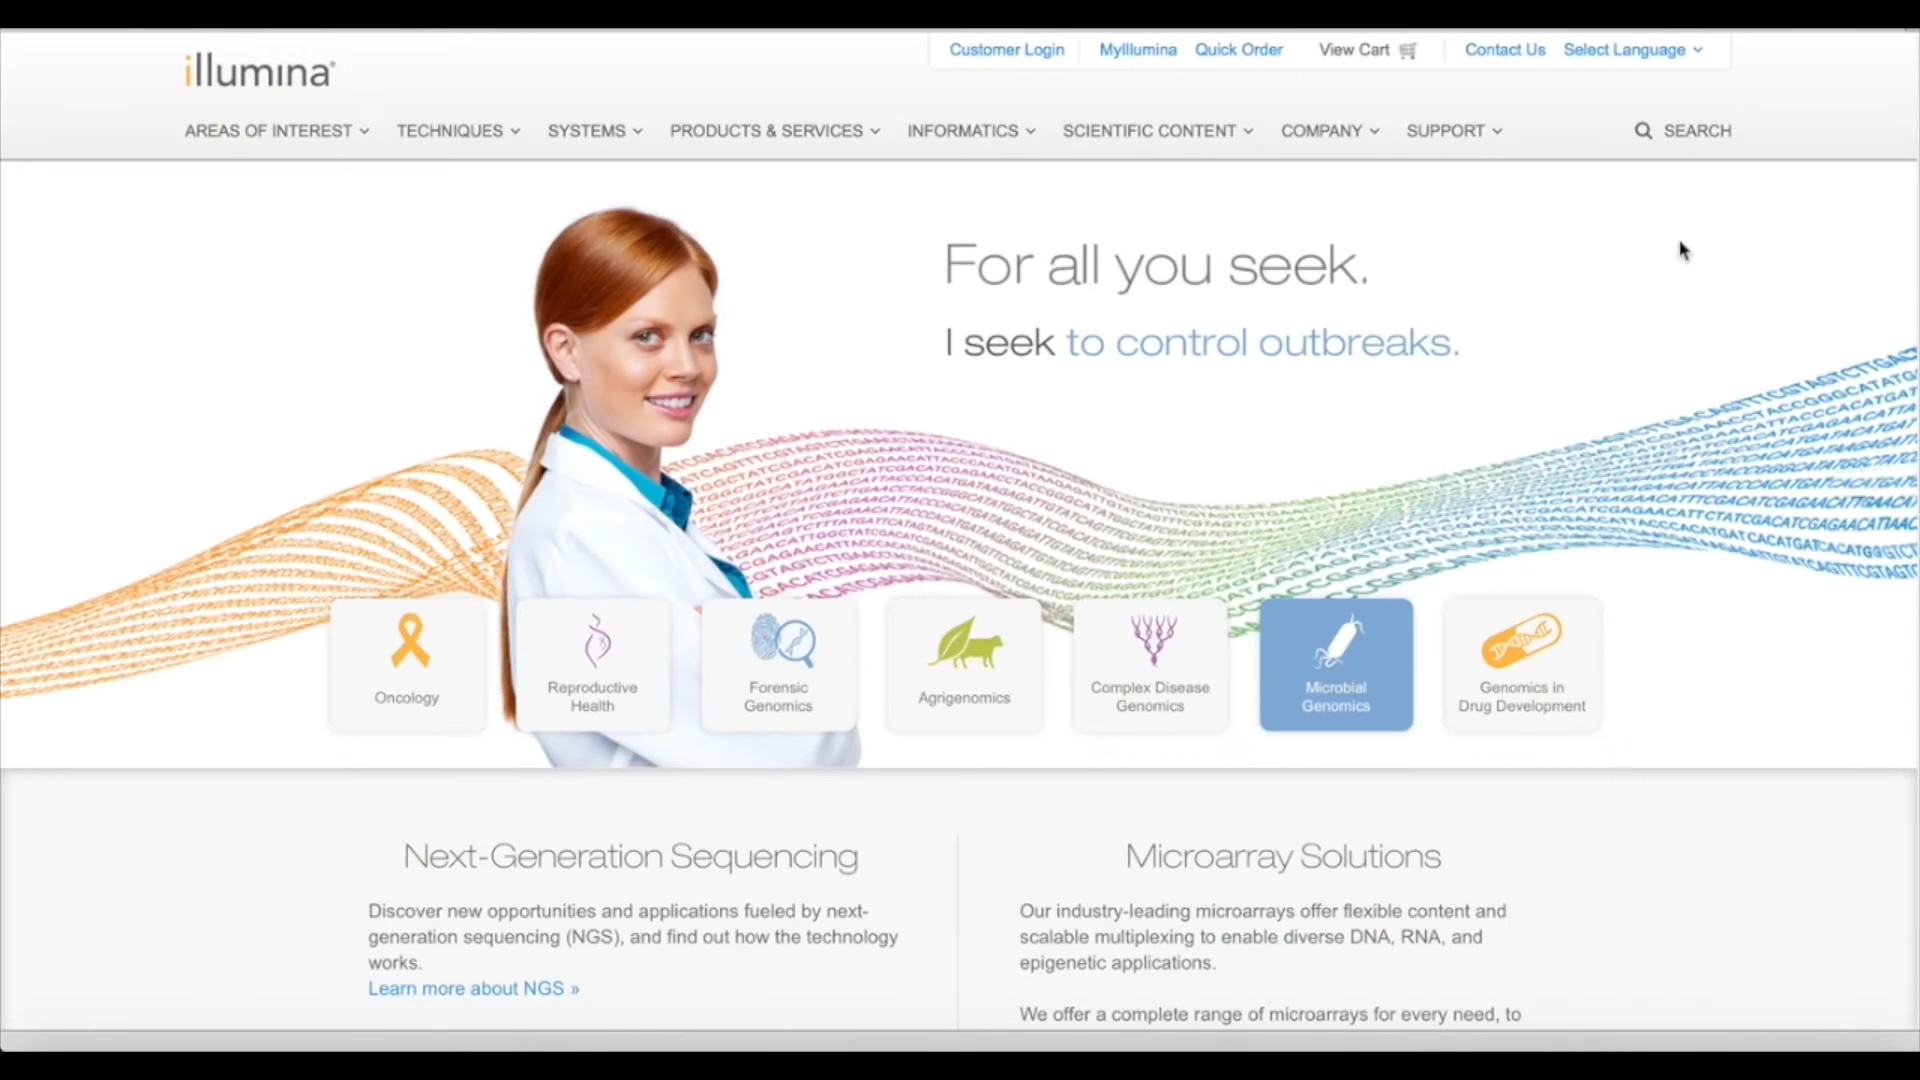 Customer Login MyIllumina Quick Order View Cart Contact Us Select Language
illumina®
AREAS OF INTEREST TECHNIQUES SYSTEMS PRODUCTS & SERVICES INFORMATICS SCIENTIFIC CONTENT COMPANY SUPPORT SEARCH
For all you seek.
I seek to control outbreaks.
Oncology
Reproductive
Health
Forensic
Genomics
Agrigenomics
Complex Disease
Genomics
Microbial
Genomics
Genomics in
Drug Development
Next-Generation Sequencing
Discover new opportunities and applications fueled by next-
generation sequencing (NGS), and find out how the technology
works.
Learn more about NGS »
Microarray Solutions
Our industry-leading microarrays offer flexible content and
scalable multiplexing to enable diverse DNA, RNA, and
epigenetic applications.
We offer a complete range of microarrays for every need, to